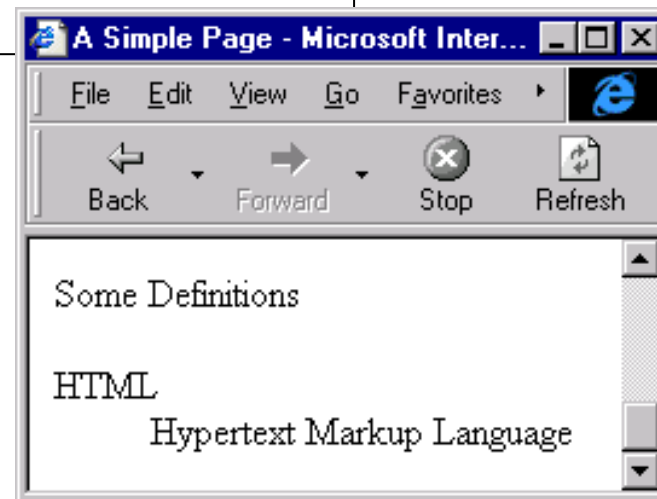 A Simple Page - Microsoft Inter...
File Edit View Go Favorites
Back Forward Stop Refresh
Some Definitions
HTML
Hypertext Markup Language